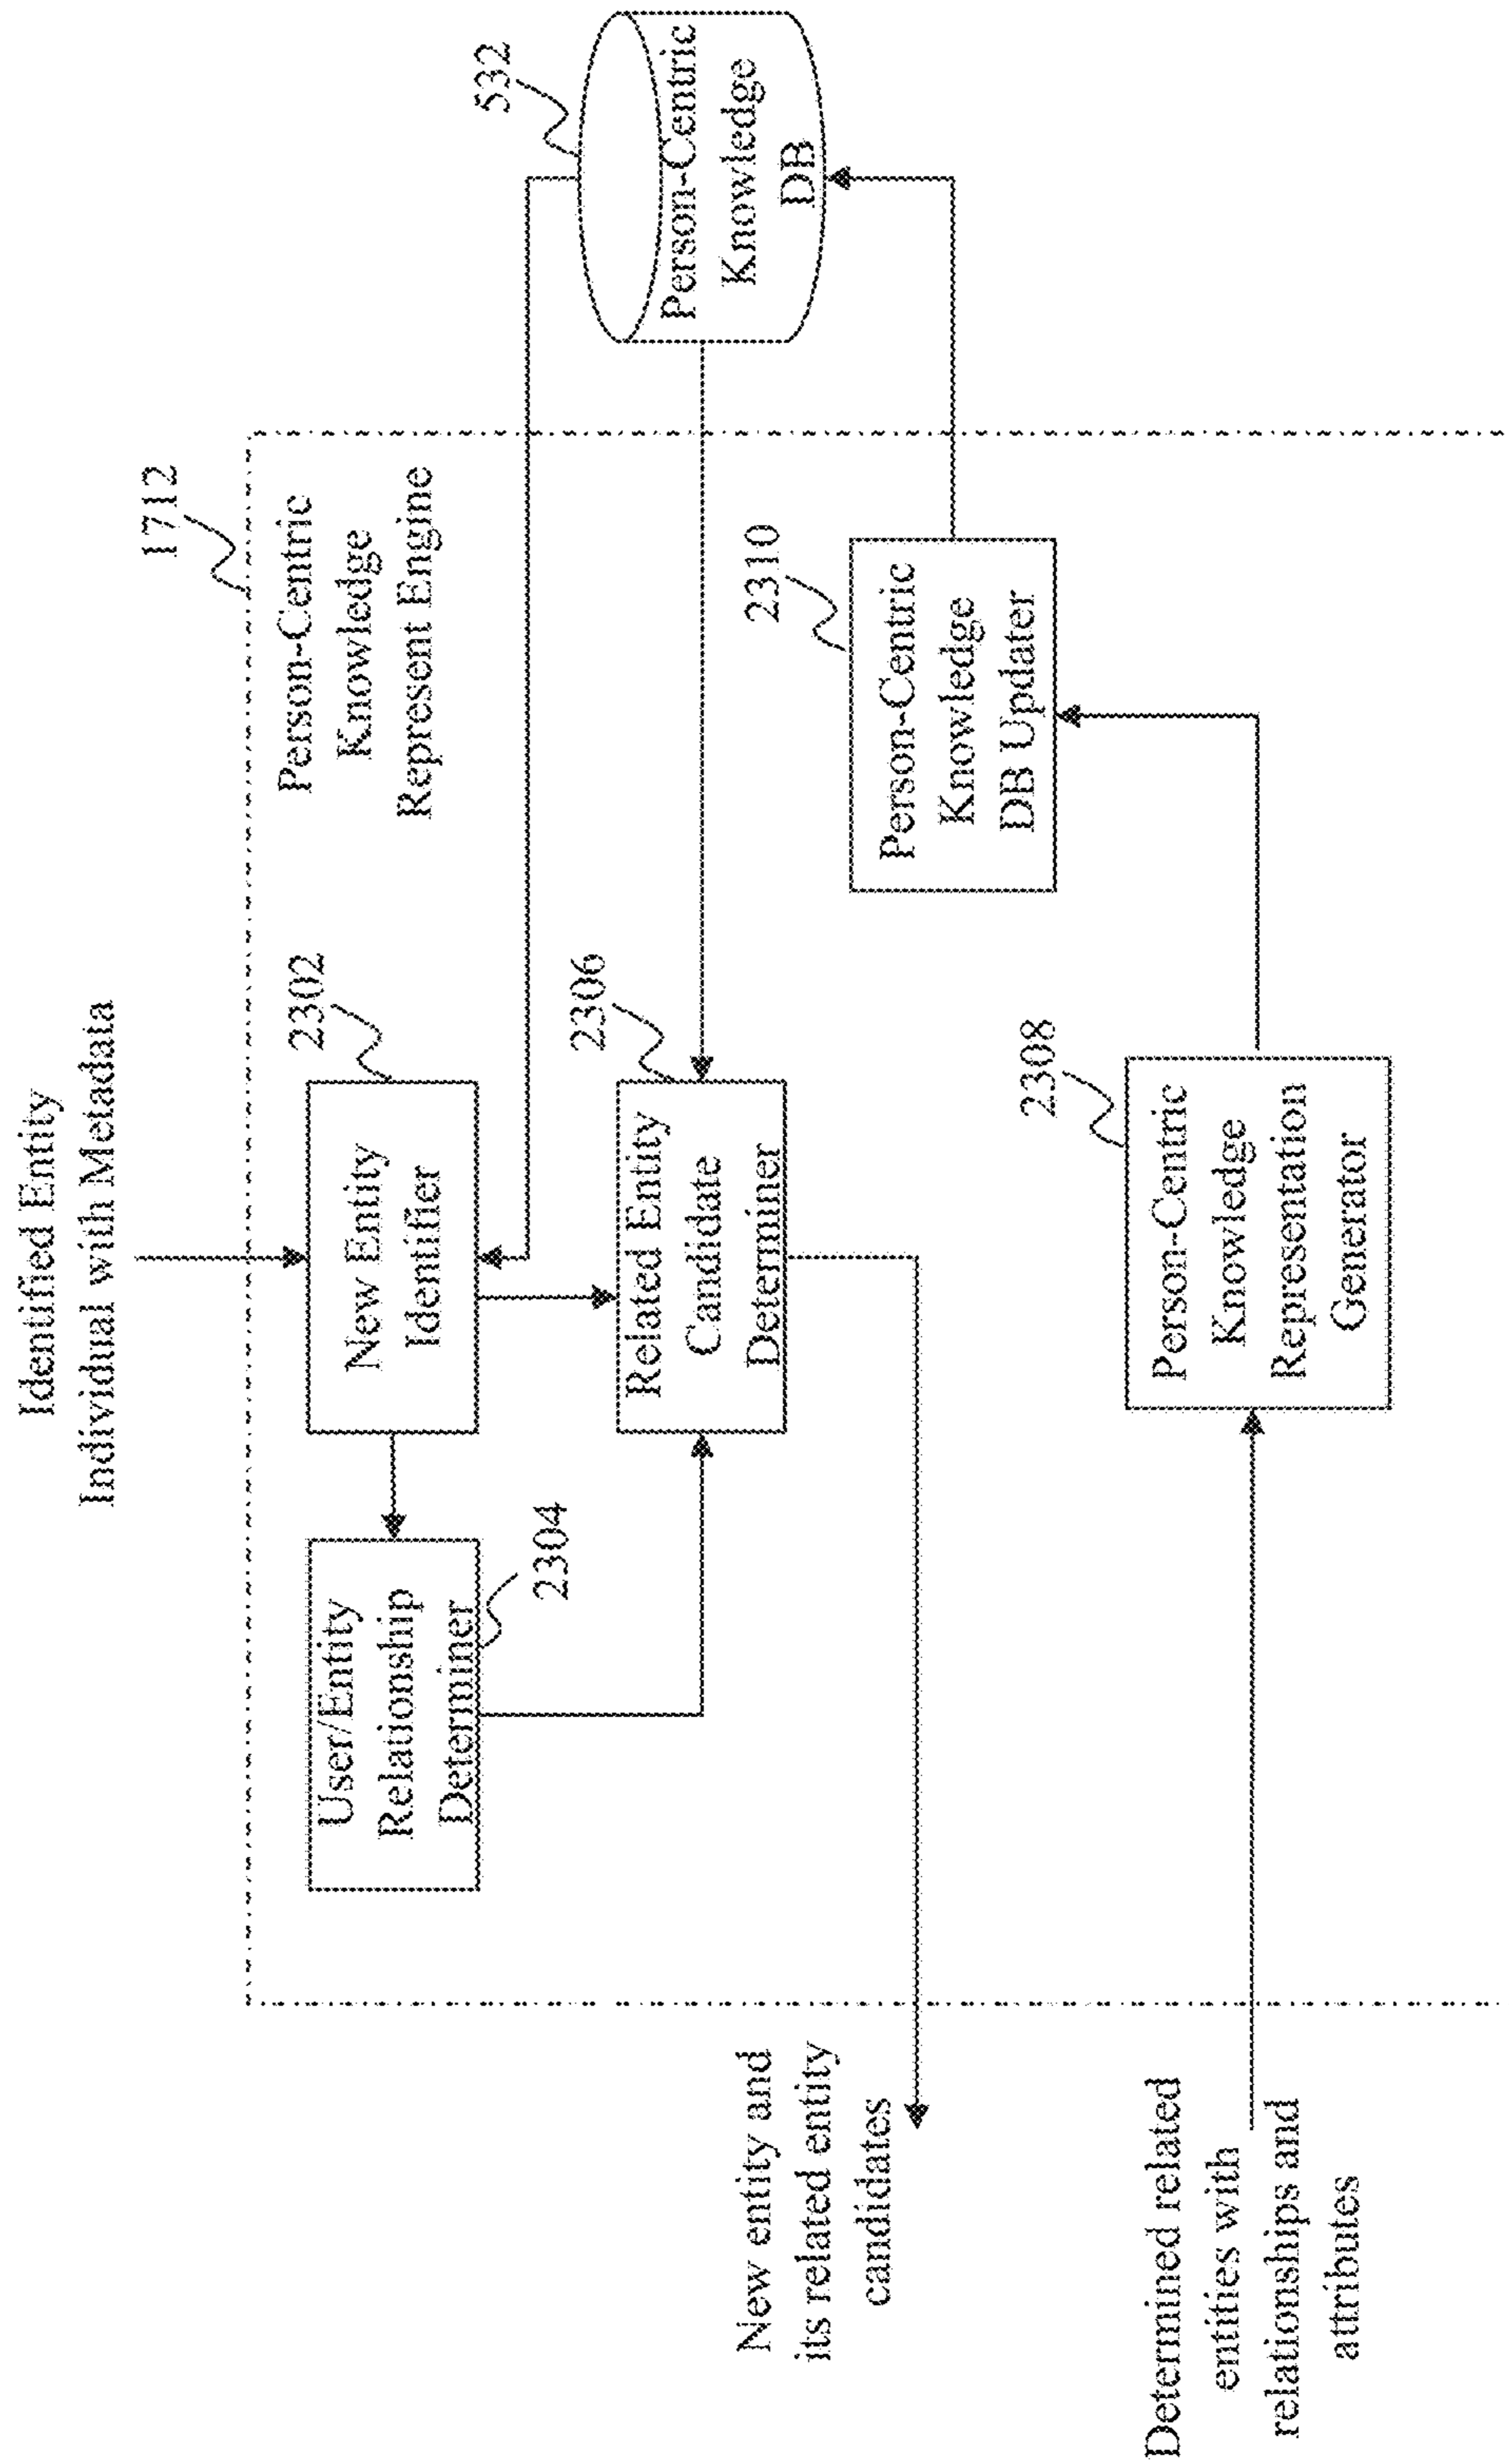 Identified Entity
Individual with Metadata
1712
Person-Centric
Knowledge
Represent Engine
2302
New Entity
Identifier
User/Entity
Relationship
Determiner
2304
2306
Related Entity
Candidate
Determiner
532
Person-Centric
Knowledge
DB
New entity and
its related entity
candidates
2310
Person-Centric
Knowledge
DB Updater
2308
Person-Centric
Knowledge
Representation
Generator
Determined related
entities with
relationships and
attributes